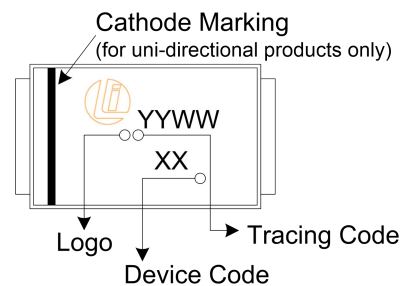 Cathode Marking
(for uni-directional products only)
YYWW
XX
Logo
Tracing Code
Device Code